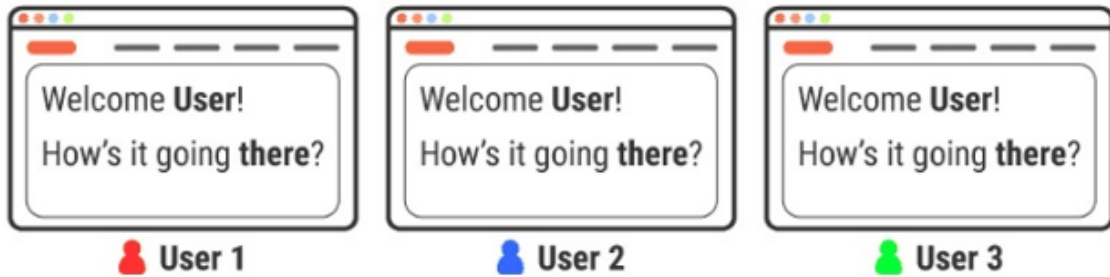 Welcome User!
How's it going there?
User 1
Welcome User!
How's it going there?
User 2
Welcome User!
How's it going there?
User 3